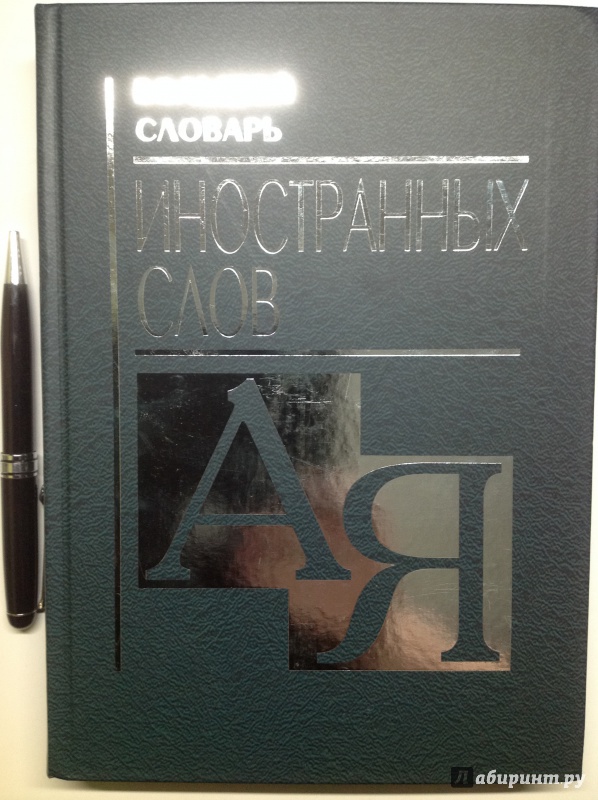 СЛОВАРЬ
ИНОСТРАННЫХ
СЛОВ
А Я
Лабиринт.ру